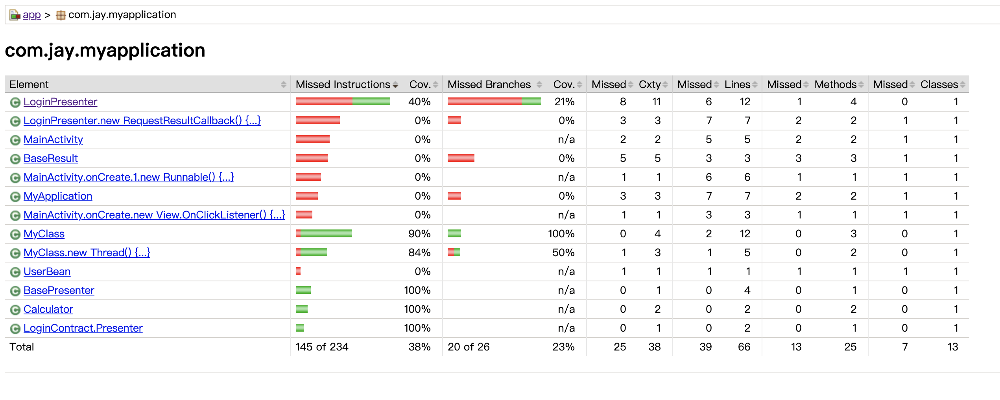 app > com.jay.myapplication
com.jay.myapplication
Element Missed Instructions Cov. Missed Branches Cov. Missed Cxty Missed Lines Missed Methods Missed Classes
LoginPresenter 40% 21% 8 11 6 12 1 4 0 1
LoginPresenter.new RequestResultCallback() {...} 0% 0% 3 3 7 7 2 2 1 1
MainActivity 0% n/a 2 2 5 5 2 2 1 1
BaseResult 0% 0% 5 5 3 3 3 3 1 1
MainActivity.onCreate.1.new Runnable() {...} 0% n/a 1 1 6 6 1 1 1 1
MyApplication 0% 0% 3 3 7 7 2 2 1 1
MainActivity.onCreate.new View.OnClickListener() {...} 0% n/a 1 1 3 3 1 1 1 1
MyClass 90% 100% 0 4 2 12 0 3 0 1
MyClass.new Thread() {...} 84% 50% 1 3 1 5 0 2 0 1
UserBean 0% n/a 1 1 1 1 1 1 1 1
BasePresenter 100% n/a 0 1 0 4 0 1 0 1
Calculator 100% n/a 0 2 0 2 0 2 0 1
LoginContract.Presenter 100% n/a 0 1 0 2 0 1 0 1
Total 145 of 234 38% 20 of 26 23% 25 38 39 66 13 25 7 13